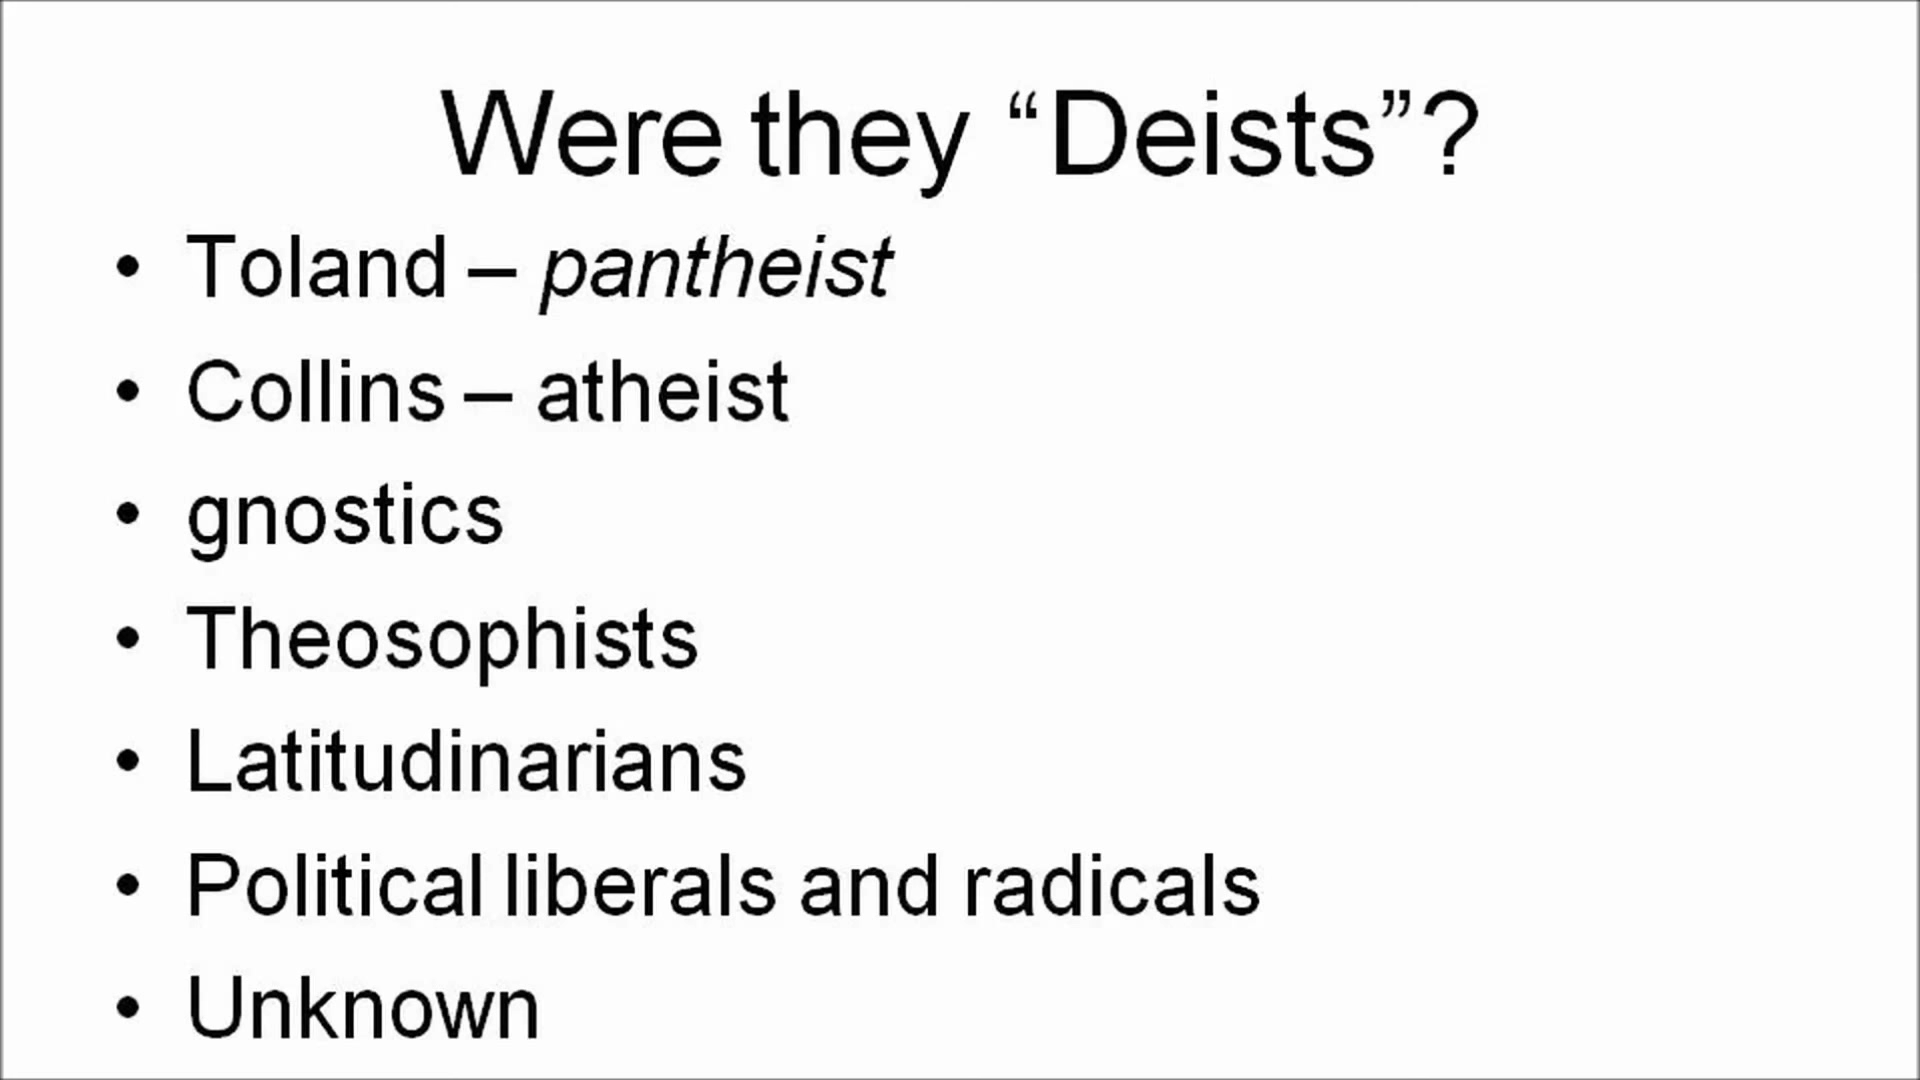 Were they “Deists”?
• Toland – pantheist
• Collins – atheist
• gnostics
• Theosophists
• Latitudinarians
• Political liberals and radicals
• Unknown